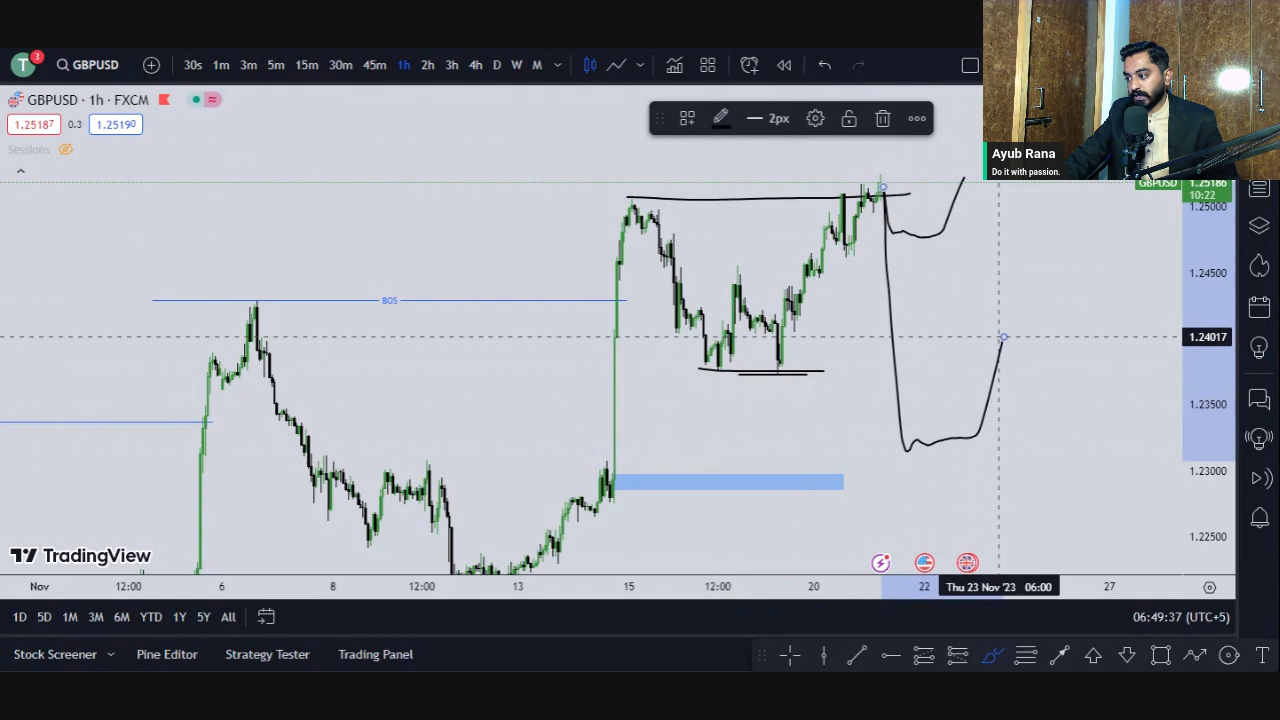 T 3 GBPUSD 30s 1m 3m 5m 15m 30m 45m 1h 2h 3h 4h D W M
GBPUSD · 1h · FXCM
1.25187 0.3 1.25190
Sessions
2px
Ayub Rana
Do it with passion.
GBPUSD 1.25186
10:22
1.25000
1.24500
1.24017
1.23500
1.23000
1.22500
BOS
TradingView
Nov 12:00 6 8 12:00 13 15 12:00 20 22 Thu 23 Nov '23 06:00 27
1D 5D 1M 3M 6M YTD 1Y 5Y All 06:49:37 (UTC+5)
Stock Screener Pine Editor Strategy Tester Trading Panel T